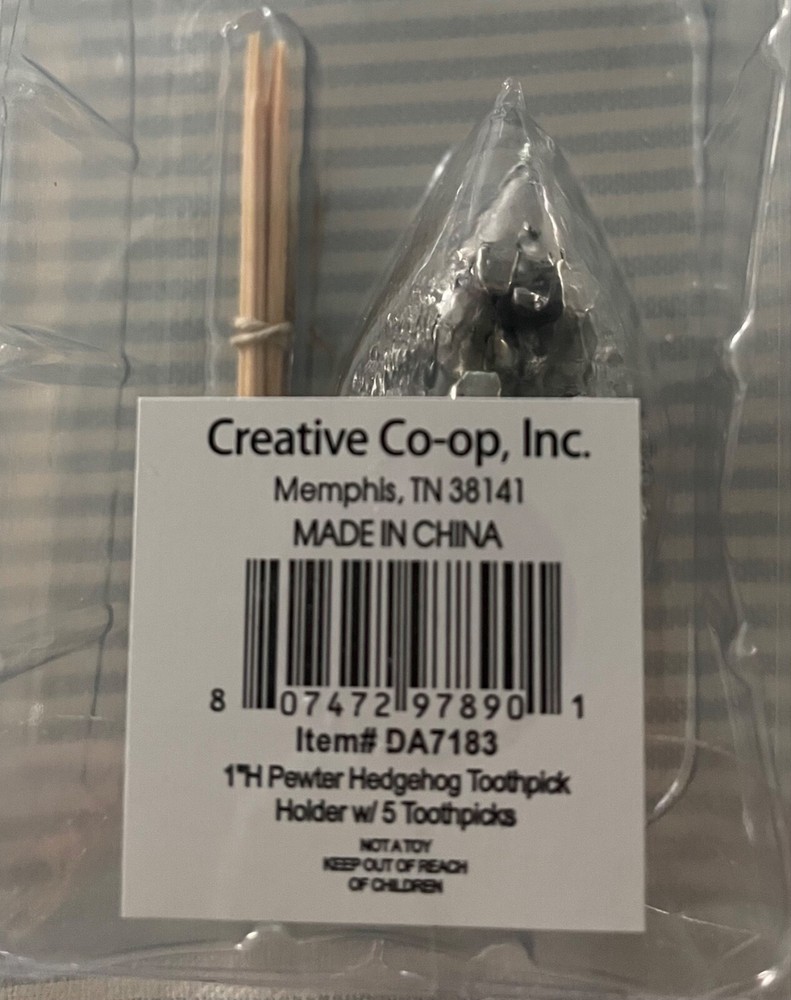 Creative Co-op, Inc.
Memphis, TN 38141
MADE IN CHINA
8 07472 97890 1
Item# DA7183
1"H Pewter Hedgehog Toothpick
Holder w/ 5 Toothpicks
NOT A TOY
KEEP OUT OF REACH
OF CHILDREN